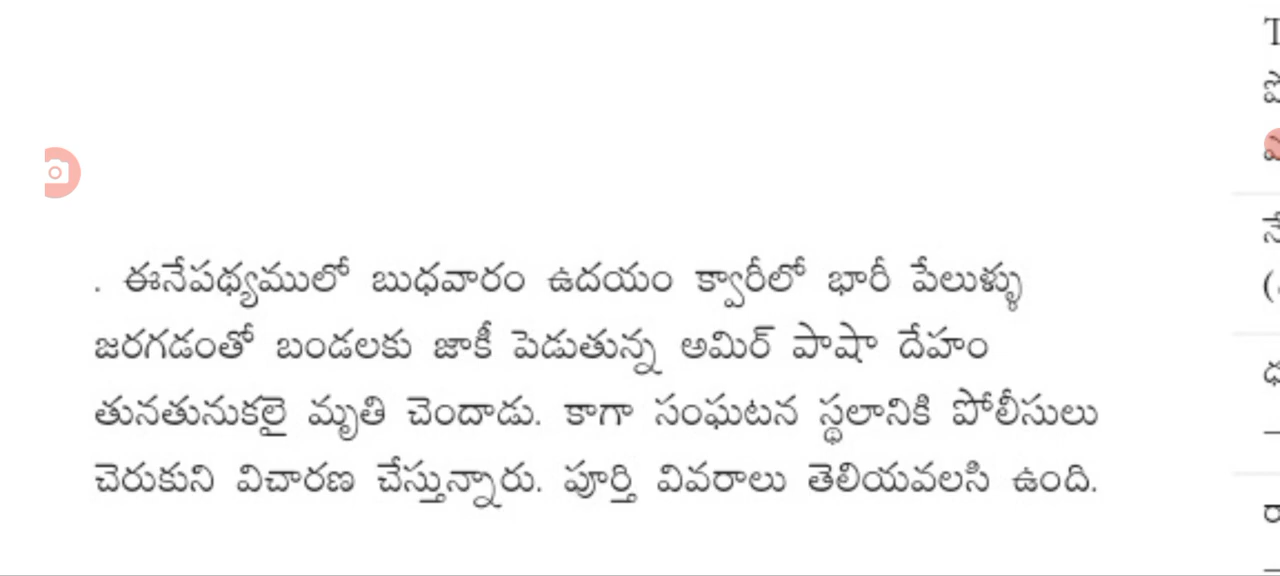 . ఈనేపథ్యములో బుధవారం ఉదయం క్వారీలో భారీ పేలుళ్ళు
జరగడంతో బండలకు జాకీ పెడుతున్న అమిర్ పాషా దేహం
తునతునుకలై మృతి చెందాడు. కాగా సంఘటన స్థలానికి పోలీసులు
చెరుకుని విచారణ చేస్తున్నారు. పూర్తి వివరాలు తెలియవలసి ఉంది.